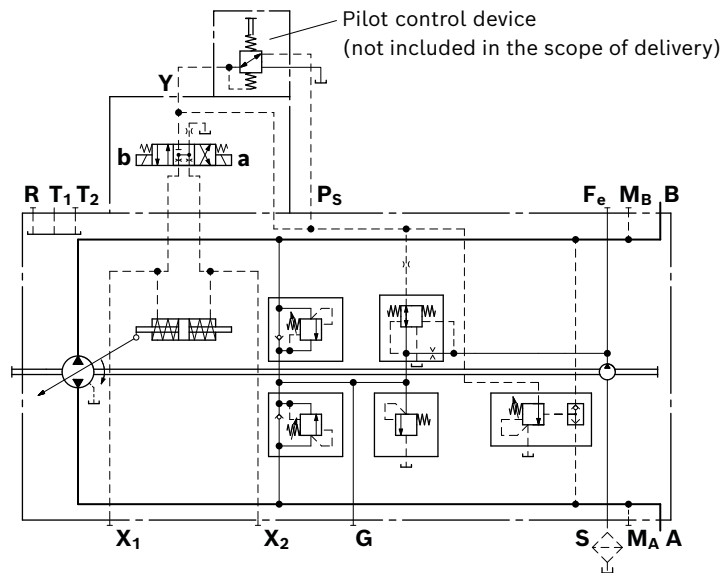 Pilot control device
(not included in the scope of delivery)
Y
b a
R T1 T2 PS Fe MB B
X1 X2 G S MA A